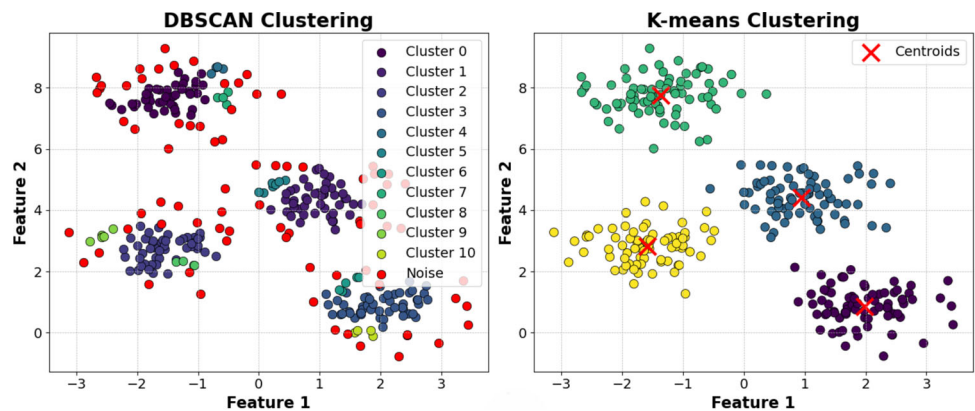 DBSCAN Clustering
Feature 2
8
6
4
2
0
−3
−2
−1
0
1
2
3
Feature 1
Cluster 0
Cluster 1
Cluster 2
Cluster 3
Cluster 4
Cluster 5
Cluster 6
Cluster 7
Cluster 8
Cluster 9
Cluster 10
Noise
K-means Clustering
Feature 2
8
6
4
2
0
−3
−2
−1
0
1
2
3
Feature 1
Centroids